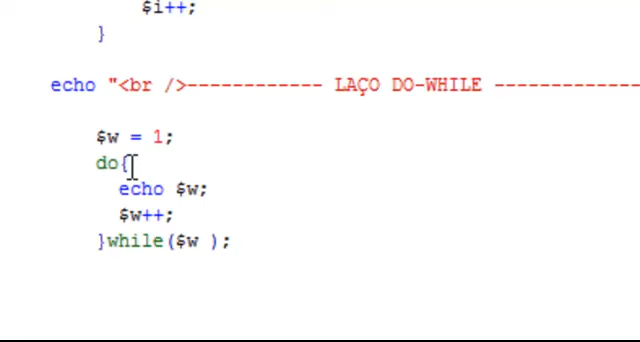 $i++;
}
echo "<br />------------ LAÇO DO-WHILE -------------
$w = 1;
do{
echo $w;
$w++;
}while($w );